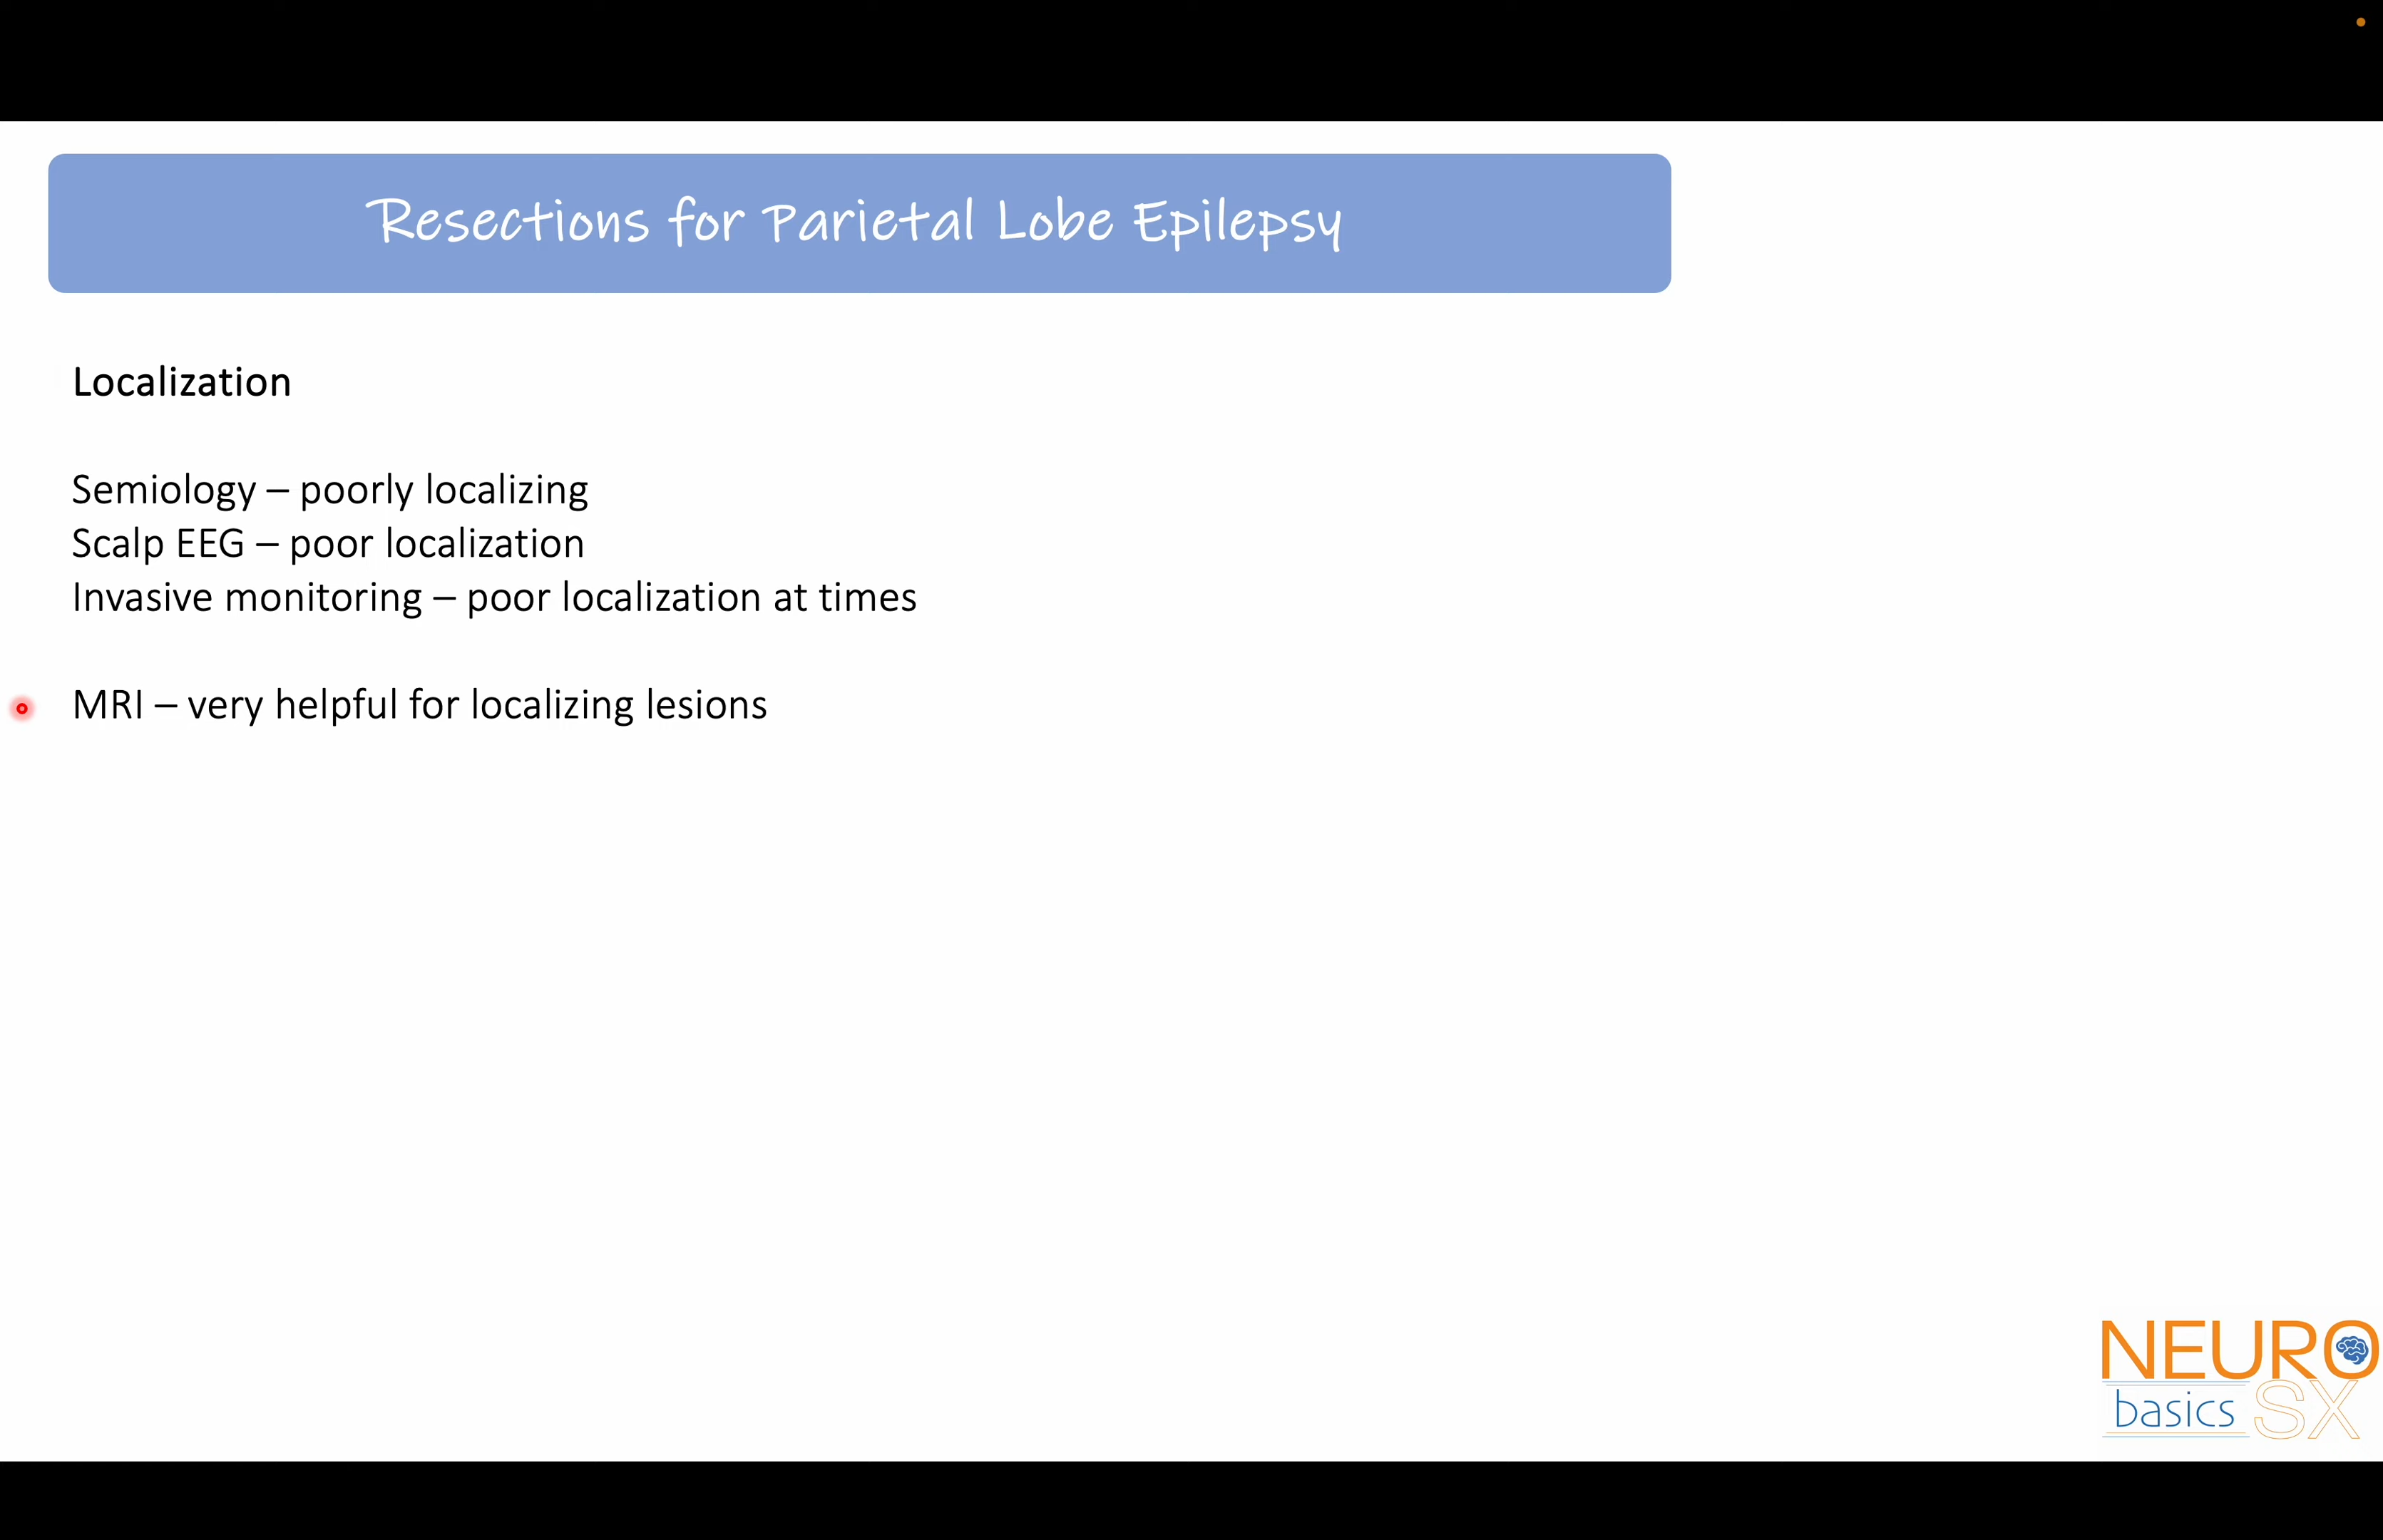 Resections for Parietal Lobe Epilepsy
Localization
Semiology – poorly localizing
Scalp EEG – poor localization
Invasive monitoring – poor localization at times
MRI – very helpful for localizing lesions
NEURO
basics SX